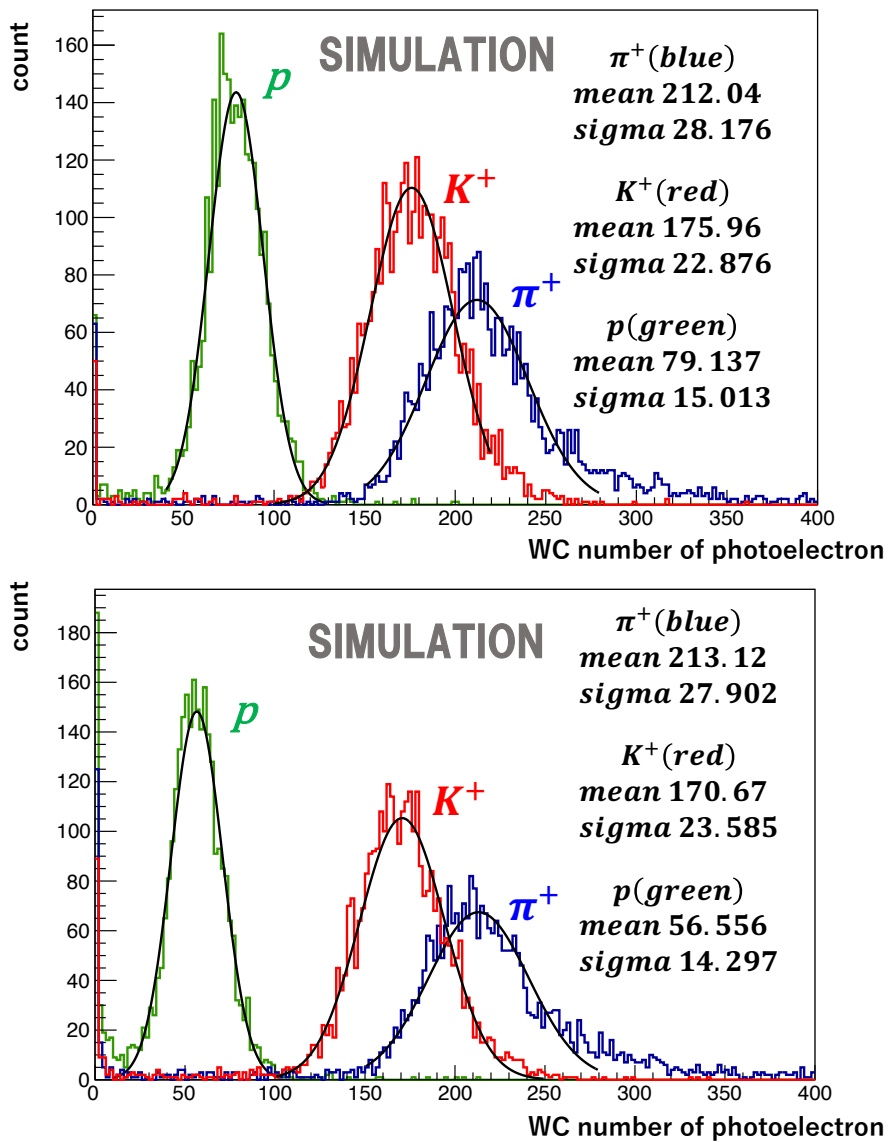 count
SIMULATION
p
K⁺
π⁺
π⁺(blue)
mean 212.04
sigma 28.176
K⁺(red)
mean 175.96
sigma 22.876
p(green)
mean 79.137
sigma 15.013
160
140
120
100
80
60
40
20
0
0 50 100 150 200 250 300 350 400
WC number of photoelectron
count
SIMULATION
p
K⁺
π⁺
π⁺(blue)
mean 213.12
sigma 27.902
K⁺(red)
mean 170.67
sigma 23.585
p(green)
mean 56.556
sigma 14.297
180
160
140
120
100
80
60
40
20
0
0 50 100 150 200 250 300 350 400
WC number of photoelectron